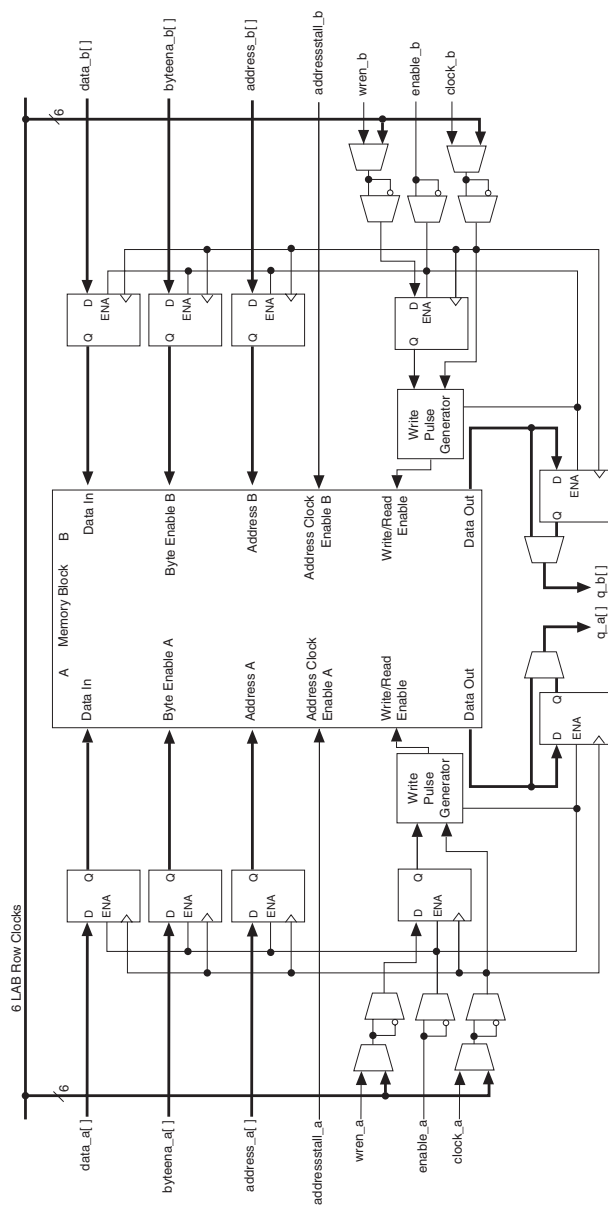 6 LAB Row Clocks
6
data_b[ ]
byteena_b[ ]
address_b[ ]
addressstall_b
wren_b
enable_b
clock_b
D
ENA
Q
D
ENA
Q
D
ENA
Q
D
ENA
Q
Write
Pulse
Generator
A Memory Block B
Data In
Byte Enable B
Address B
Address Clock
Enable B
Write/Read
Enable
Data Out
D
ENA
Q
q_b[ ]
Data In
Byte Enable A
Address A
Address Clock
Enable A
Write/Read
Enable
Data Out
q_a[ ]
Q
D
ENA
Write
Pulse
Generator
Q
D
ENA
Q
D
ENA
Q
D
ENA
Q
D
ENA
6
data_a[ ]
byteena_a[ ]
address_a[ ]
addressstall_a
wren_a
enable_a
clock_a